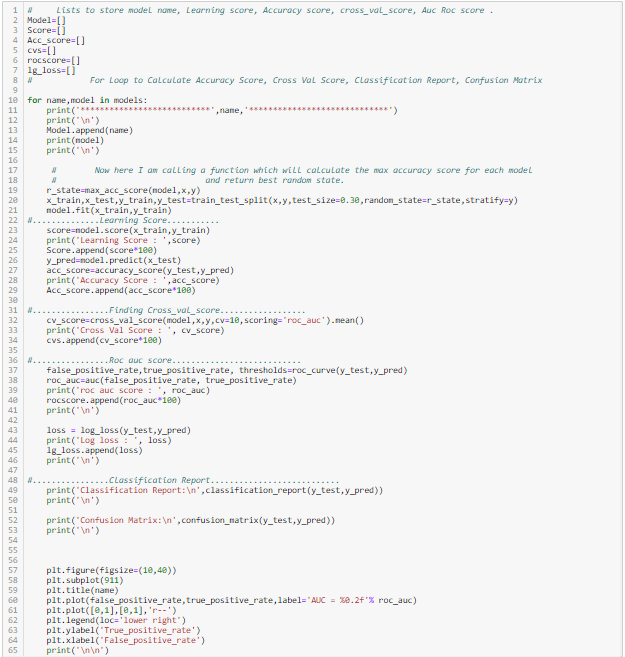 1 #     Lists to store model name, Learning score, Accuracy score, cross_val_score, Auc Roc score .
2 Model=[]
3 Score=[]
4 Acc_score=[]
5 cvs=[]
6 rocscore=[]
7 lg_loss=[]
8 #            For Loop to Calculate Accuracy Score, Cross Val Score, Classification Report, Confusion Matrix
9
10 for name,model in models:
11     print('***************************',name,'****************************')
12     print('\n')
13     Model.append(name)
14     print(model)
15     print('\n')
16
17     #        Now here I am calling a function which will calculate the max accuracy score for each model
18     #                               and return best random state.
19     r_state=max_acc_score(model,x,y)
20     x_train,x_test,y_train,y_test=train_test_split(x,y,test_size=0.30,random_state=r_state,stratify=y)
21     model.fit(x_train,y_train)
22 #..............Learning Score...........
23     score=model.score(x_train,y_train)
24     print('Learning Score : ',score)
25     Score.append(score*100)
26     y_pred=model.predict(x_test)
27     acc_score=accuracy_score(y_test,y_pred)
28     print('Accuracy Score : ',acc_score)
29     Acc_score.append(acc_score*100)
30
31 #................Finding Cross_val_score..................
32     cv_score=cross_val_score(model,x,y,cv=10,scoring='roc_auc').mean()
33     print('Cross Val Score : ', cv_score)
34     cvs.append(cv_score*100)
35
36 #................Roc auc score...........................
37     false_positive_rate,true_positive_rate, thresholds=roc_curve(y_test,y_pred)
38     roc_auc=auc(false_positive_rate, true_positive_rate)
39     print('roc auc score : ', roc_auc)
40     rocscore.append(roc_auc*100)
41     print('\n')
42
43     loss = log_loss(y_test,y_pred)
44     print('Log loss : ', loss)
45     lg_loss.append(loss)
46     print('\n')
47
48 #................Classification Report...........................
49     print('Classification Report:\n',classification_report(y_test,y_pred))
50     print('\n')
51
52     print('Confusion Matrix:\n',confusion_matrix(y_test,y_pred))
53     print('\n')
54
55
56
57     plt.figure(figsize=(10,40))
58     plt.subplot(911)
59     plt.title(name)
60     plt.plot(false_positive_rate,true_positive_rate,label='AUC = %0.2f'% roc_auc)
61     plt.plot([0,1],[0,1],'r--')
62     plt.legend(loc='lower right')
63     plt.ylabel('True_positive_rate')
64     plt.xlabel('False_positive_rate')
65     print('\n\n')